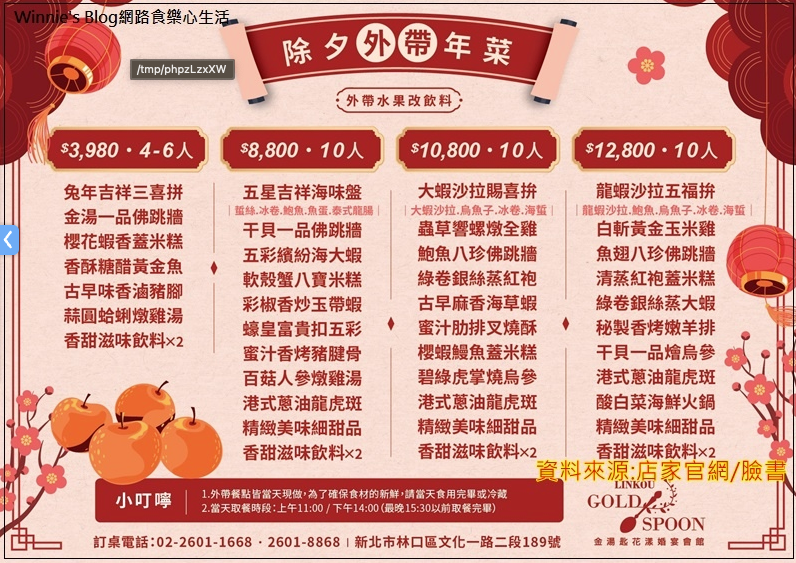 Winnie's Blog網路食樂心生活
/tmp/phpzLzxXW
除夕外帶年菜
外帶水果改飲料
$3,980・4-6人
兔年吉祥三喜拼
金湯一品佛跳牆
櫻花蝦香蓋米糕
香酥糖醋黃金魚
古早味香滷豬腳
蒜圓蛤蜊燉雞湯
香甜滋味飲料×2
$8,800・10人
五星吉祥海味盤
｜蜇絲.冰卷.鮑魚.魚蛋.泰式龍腸｜
干貝一品佛跳牆
五彩繽紛海大蝦
軟殼蟹八寶米糕
彩椒香炒玉帶蝦
蠔皇富貴扣五彩
蜜汁香烤豬腱骨
百菇人參燉雞湯
港式蔥油龍虎斑
精緻美味細甜品
香甜滋味飲料×2
$10,800・10人
大蝦沙拉賜喜拚
｜大蝦沙拉.烏魚子.冰卷.海蜇｜
蟲草響螺燉全雞
鮑魚八珍佛跳牆
綠卷銀絲蒸紅袍
古早麻香海草蝦
蜜汁肋排叉燒酥
櫻蝦鰻魚蓋米糕
碧綠虎掌燒烏參
港式蔥油龍虎斑
精緻美味細甜品
香甜滋味飲料×2
$12,800・10人
龍蝦沙拉五福拚
｜龍蝦沙拉.鮑魚.烏魚子.冰卷.海蜇｜
白斬黃金玉米雞
魚翅八珍佛跳牆
清蒸紅袍蓋米糕
綠卷銀絲蒸大蝦
秘製香烤嫩羊排
干貝一品燴烏參
港式蔥油龍虎斑
酸白菜海鮮火鍋
精緻美味細甜品
香甜滋味飲料×2
資料來源:店家官網/臉書
小叮嚀
1.外帶餐點皆當天現做,為了確保食材的新鮮,請當天食用完畢或冷藏
2.當天取餐時段:上午11:00 / 下午14:00(最晚15:30以前取餐完畢)
LINKOU
GOLD
SPOON
金湯匙花漾婚宴會館
訂桌電話:02-2601-1668・2601-8868 | 新北市林口區文化一路二段189號